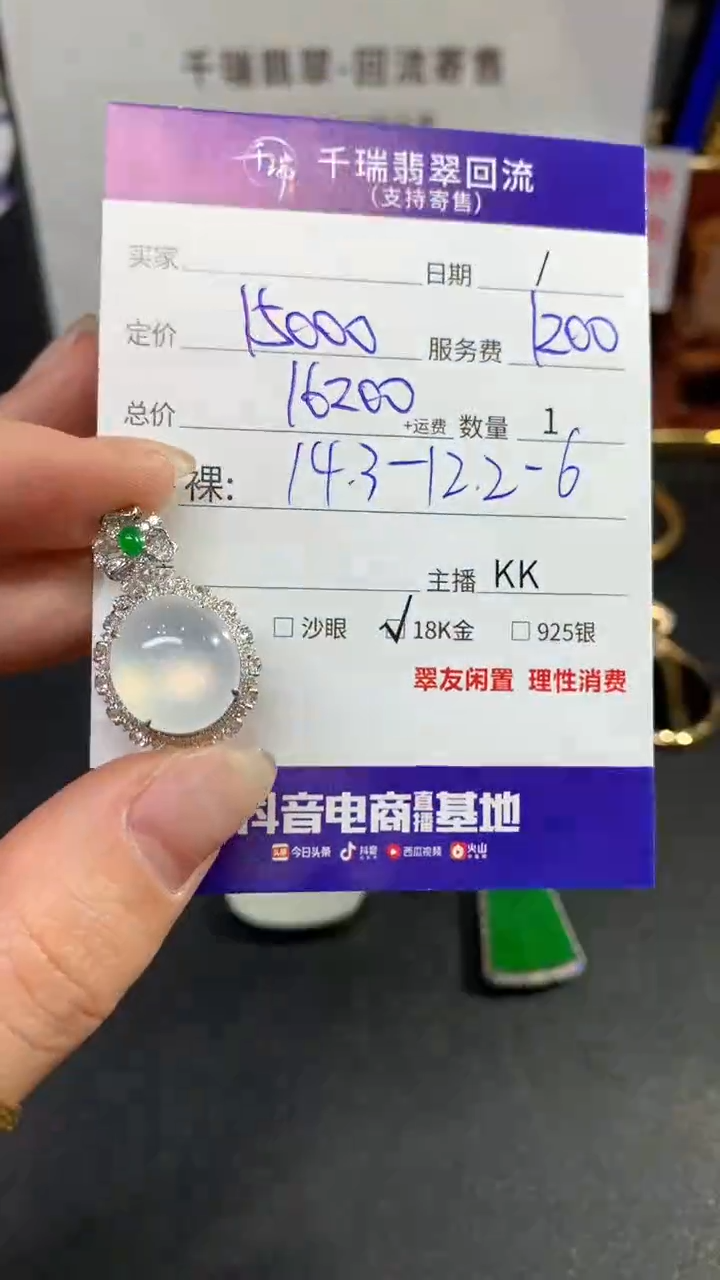 千瑞翡翠·回流寄售
千瑞 千瑞翡翠回流
(支持寄售)
买家 日期 /
定价 15000 服务费 1200
总价 16200 +运费 数量 1
裸: 14.3-12.2-6
主播 KK
□ 沙眼 √ 18K金 □ 925银
翠友闲置 理性消费
抖音电商直播基地
头条 今日头条 抖音 西瓜视频 火山